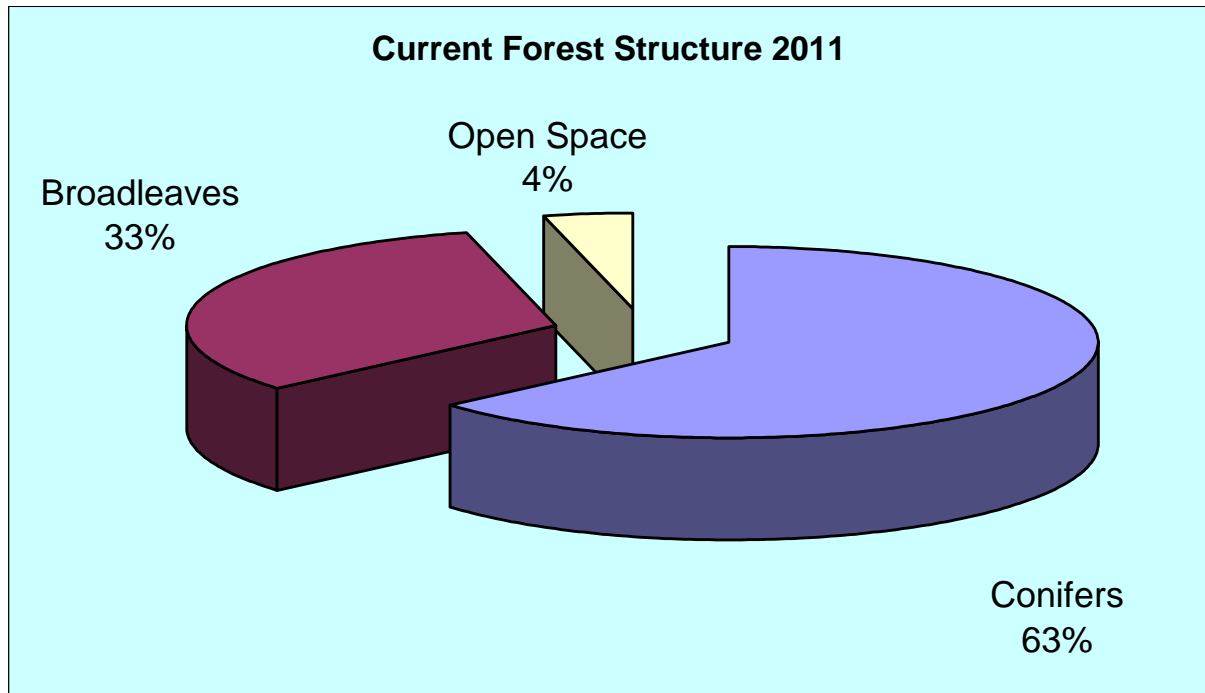 Current Forest Structure 2011
Open Space
4%
Broadleaves
33%
Conifers
63%